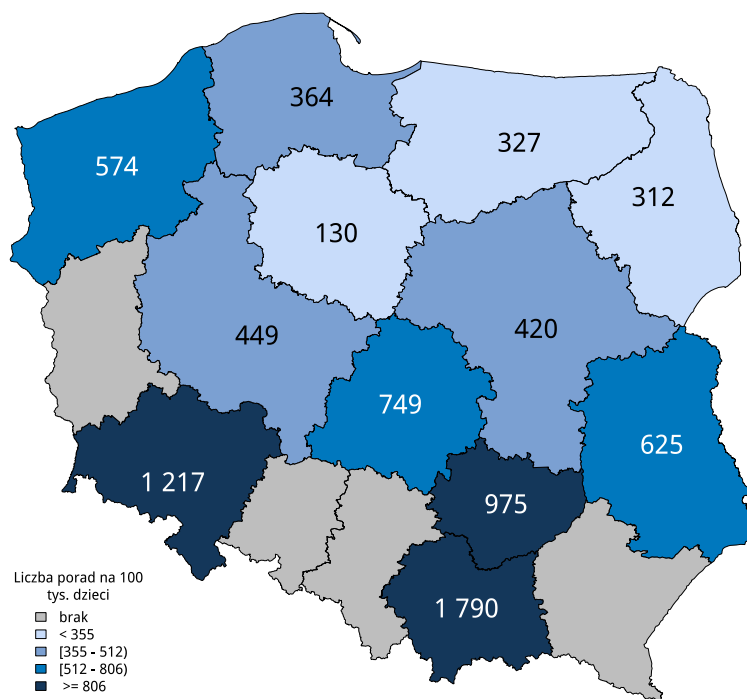 364
327
574
312
130
449
420
749
625
1 217
975
1 790
Liczba porad na 100
tys. dzieci
brak
< 355
[355 - 512)
[512 - 806)
>= 806